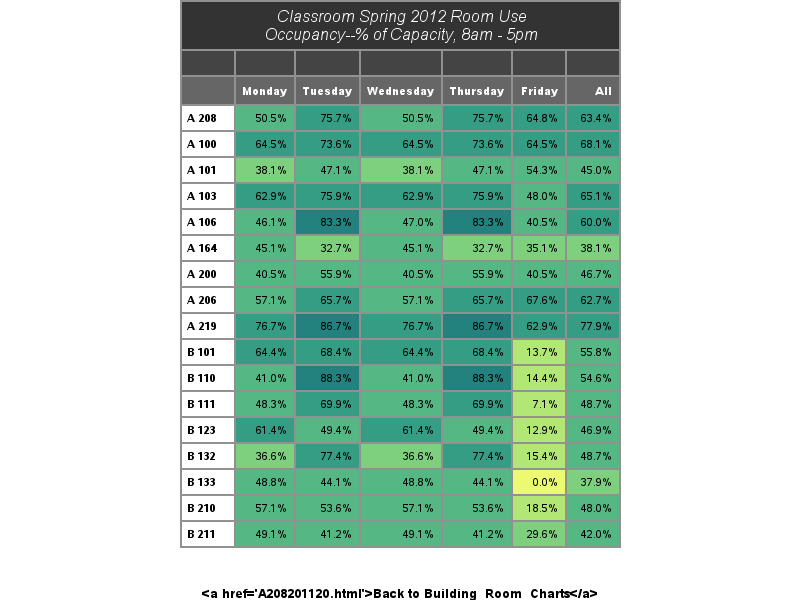 Classroom Spring 2012 Room Use
Occupancy--% of Capacity, 8am - 5pm
Monday Tuesday Wednesday Thursday Friday All
A 208 50.5% 75.7% 50.5% 75.7% 64.8% 63.4%
A 100 64.5% 73.6% 64.5% 73.6% 64.5% 68.1%
A 101 38.1% 47.1% 38.1% 47.1% 54.3% 45.0%
A 103 62.9% 75.9% 62.9% 75.9% 48.0% 65.1%
A 106 46.1% 83.3% 47.0% 83.3% 40.5% 60.0%
A 164 45.1% 32.7% 45.1% 32.7% 35.1% 38.1%
A 200 40.5% 55.9% 40.5% 55.9% 40.5% 46.7%
A 206 57.1% 65.7% 57.1% 65.7% 67.6% 62.7%
A 219 76.7% 86.7% 76.7% 86.7% 62.9% 77.9%
B 101 64.4% 68.4% 64.4% 68.4% 13.7% 55.8%
B 110 41.0% 88.3% 41.0% 88.3% 14.4% 54.6%
B 111 48.3% 69.9% 48.3% 69.9% 7.1% 48.7%
B 123 61.4% 49.4% 61.4% 49.4% 12.9% 46.9%
B 132 36.6% 77.4% 36.6% 77.4% 15.4% 48.7%
B 133 48.8% 44.1% 48.8% 44.1% 0.0% 37.9%
B 210 57.1% 53.6% 57.1% 53.6% 18.5% 48.0%
B 211 49.1% 41.2% 49.1% 41.2% 29.6% 42.0%
<a href='A208201120.html'>Back to Building_Room_Charts</a>